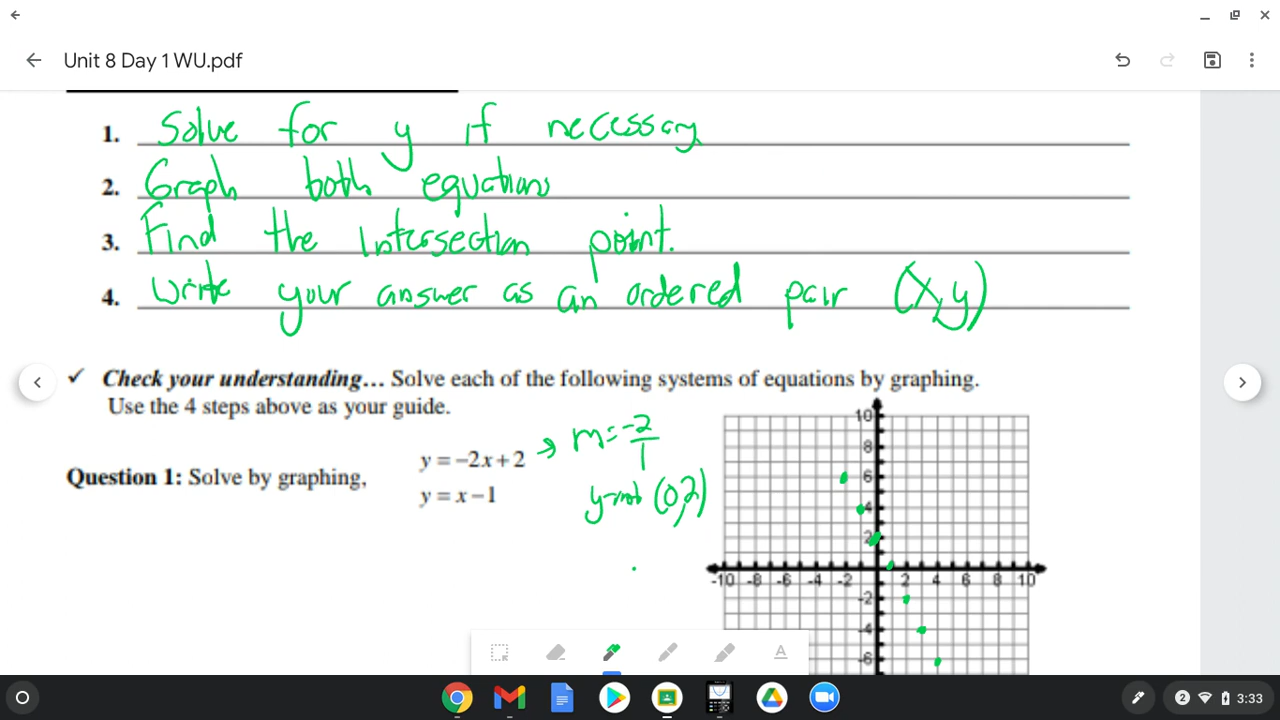 Unit 8 Day 1 WU.pdf
1. Solve for y if necessary
2. Graph both equations
3. Find the Intersection point.
4. Write your answer as an ordered pair (x,y)
✓ Check your understanding... Solve each of the following systems of equations by graphing.
Use the 4 steps above as your guide.
Question 1: Solve by graphing,
y = -2x + 2 → m = -2/1
y = x - 1
y-int (0,2)
10
8
6
4
2
-10 -8 -6 -4 -2 2 4 6 8 10
-2
-4
-6
A
2 3:33